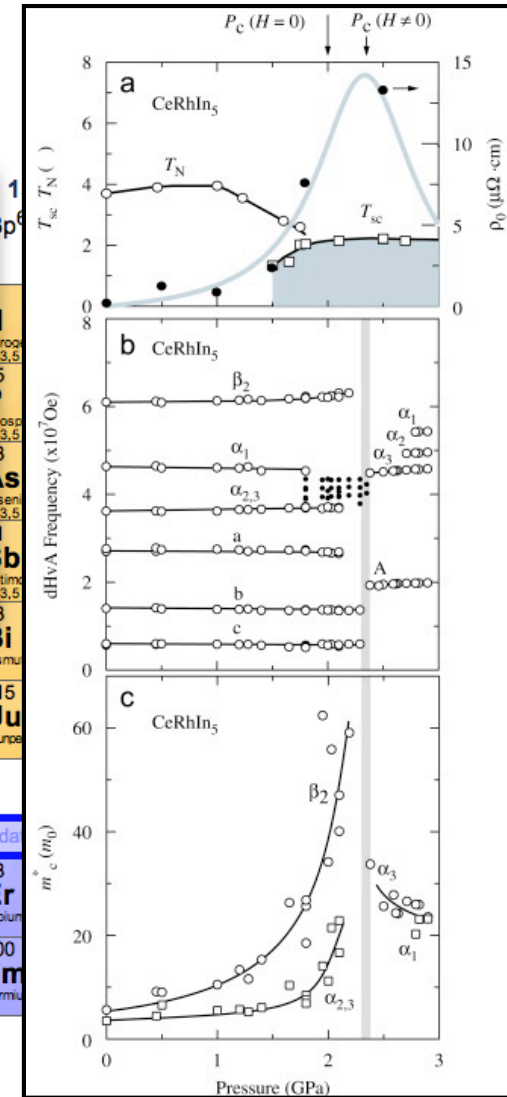 P_c (H = 0)
P_c (H ≠ 0)
a
CeRhIn₅
T_N
T_sc
T_sc T_N ( )
ρ₀ (μΩ ·cm)
8
6
4
2
0
15
10
5
0
b
CeRhIn₅
β₂
α₁
α₂,₃
a
b
c
α₁
α₂
α₃
A
dHvA Frequency (x10⁷Oe)
8
6
4
2
0
c
CeRhIn₅
β₂
α₂,₃
α₃
α₁
m*_c (m₀)
60
40
20
0
0
1
2
3
Pressure (GPa)